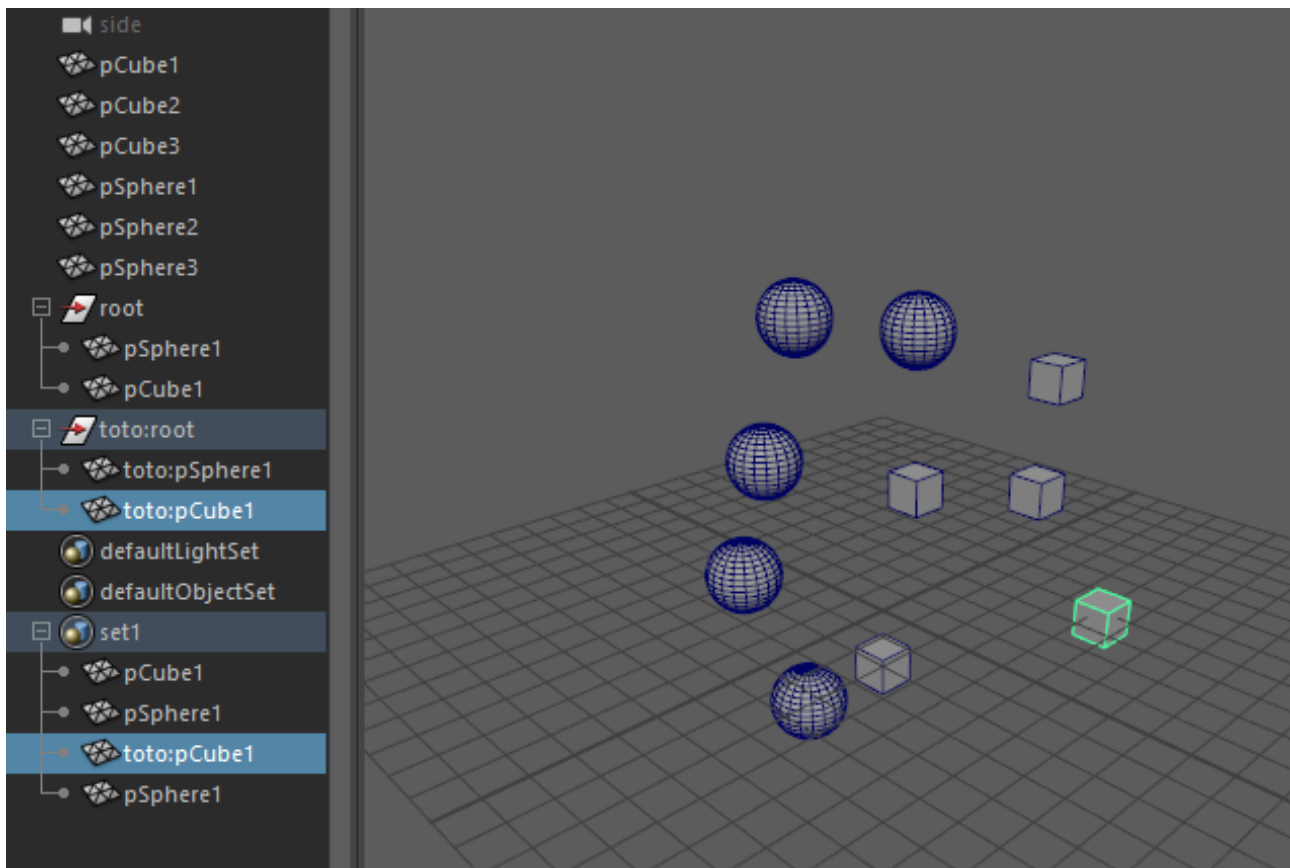 side
pCube1
pCube2
pCube3
pSphere1
pSphere2
pSphere3
root
pSphere1
pCube1
toto:root
toto:pSphere1
toto:pCube1
defaultLightSet
defaultObjectSet
set1
pCube1
pSphere1
toto:pCube1
pSphere1